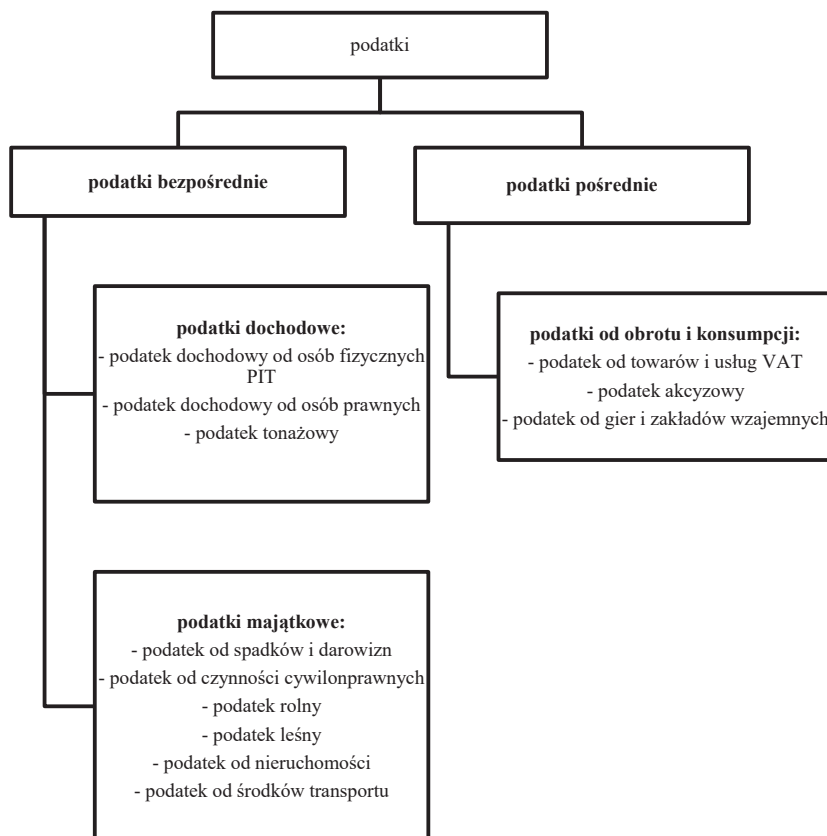 podatki
podatki bezpośrednie
podatki pośrednie
podatki dochodowe:
- podatek dochodowy od osób fizycznych
PIT
- podatek dochodowy od osób prawnych
- podatek tonażowy
podatki od obrotu i konsumpcji:
- podatek od towarów i usług VAT
- podatek akcyzowy
- podatek od gier i zakładów wzajemnych
podatki majątkowe:
- podatek od spadków i darowizn
- podatek od czynności cywilonprawnych
- podatek rolny
- podatek leśny
- podatek od nieruchomości
- podatek od środków transportu